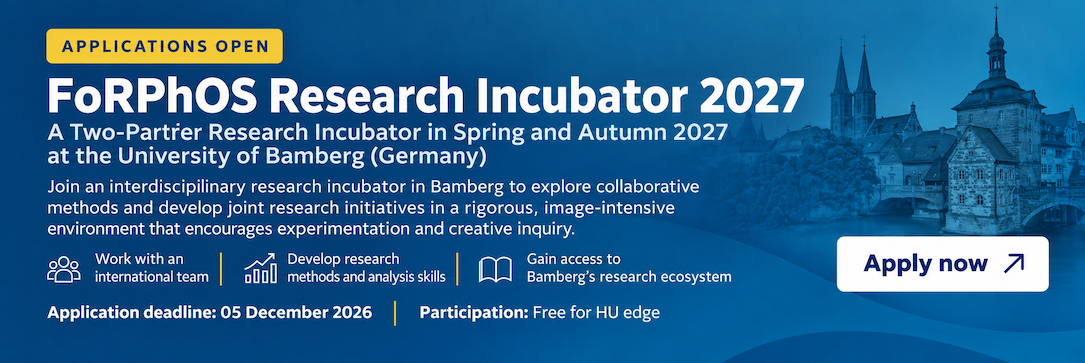 APPLICATIONS OPEN
FoRPhOS Research Incubator 2027
A Two-Partrer Research Incubator in Spring and Autumn 2027
at the University of Bamberg (Germany)
Join an interdiscipilinary research incubator in Bamberg to explore collaborative
methods and develop joint research initiatives in a rigorous, image-intensive
environment that encourages experimentation and creative inquiry.
Work with an
international team
Develop research
methods and analysis skills
Gain access to
Bamberg's research ecosystem
Apply now
Application deadline: 05 December 2026
Participation: Free for HU edge